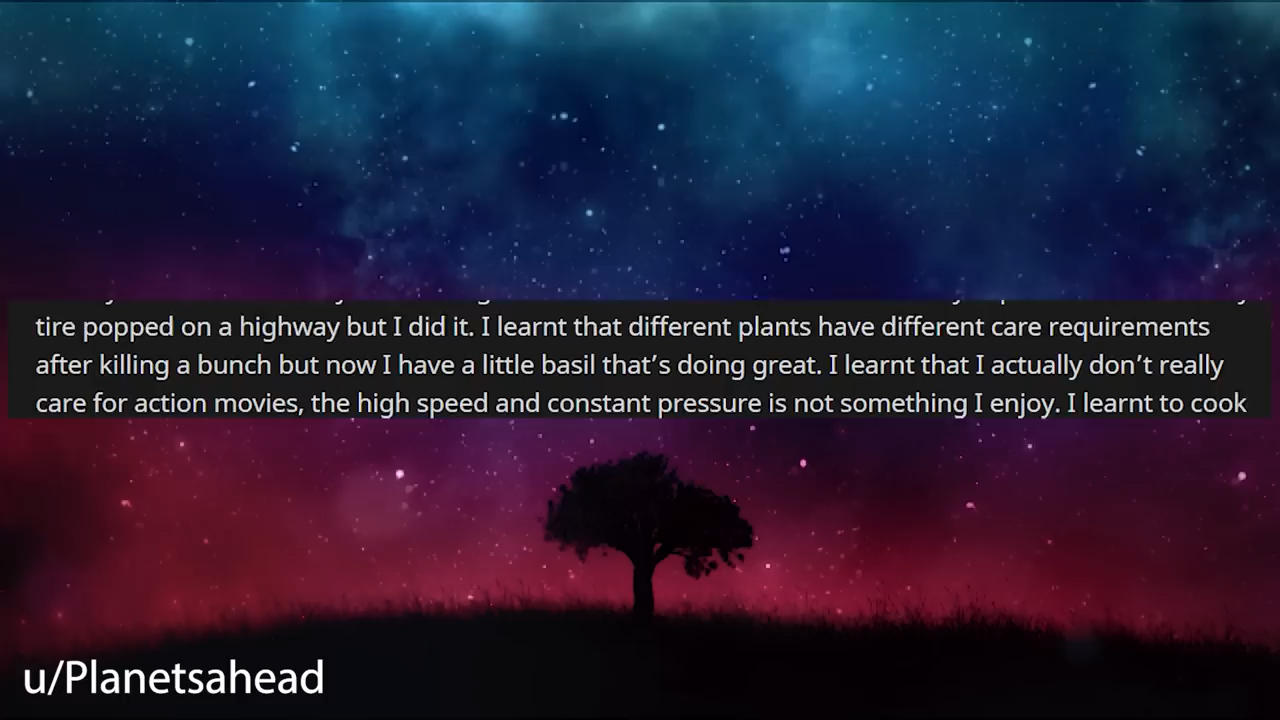 tire popped on a highway but I did it. I learnt that different plants have different care requirements
after killing a bunch but now I have a little basil that’s doing great. I learnt that I actually don’t really
care for action movies, the high speed and constant pressure is not something I enjoy. I learnt to cook
u/Planetsahead